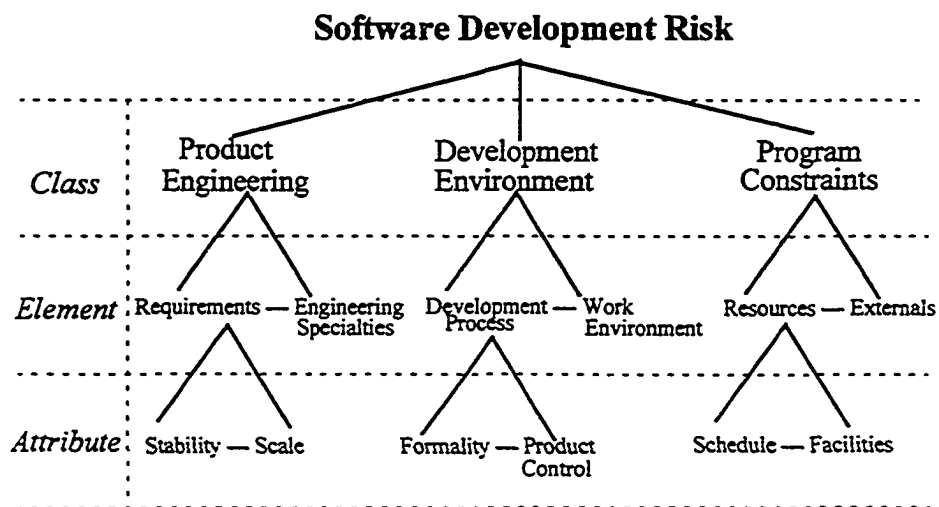 Software Development Risk
Class
Product
Engineering
Development
Environment
Program
Constraints
Element
Requirements — Engineering
Specialties
Development — Work
Process
Environment
Resources — Externals
Attribute
Stability — Scale
Formality — Product
Control
Schedule — Facilities